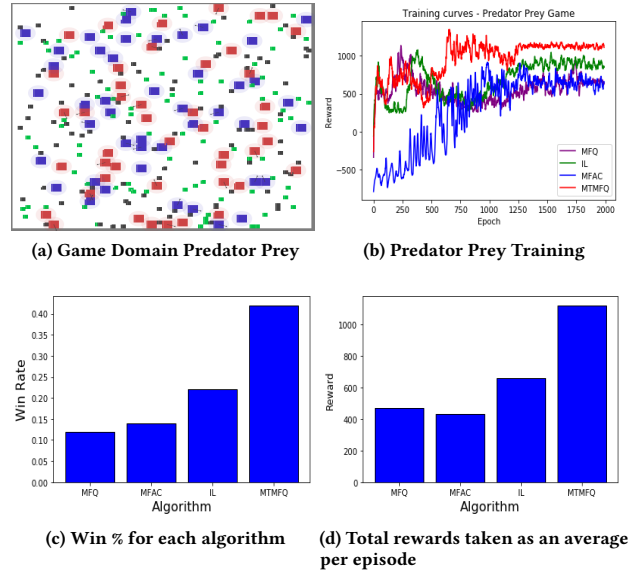 Training curves - Predator Prey Game
1000
500
0
−500
Reward
MFQ
IL
MFAC
MTMFQ
0 250 500 750 1000 1250 1500 1750 2000
Epoch
(a) Game Domain Predator Prey
(b) Predator Prey Training
0.40
0.35
0.30
0.25
0.20
0.15
0.10
0.05
0.00
Win Rate
MFQ MFAC IL MTMFQ
Algorithm
1000
800
600
400
200
0
Reward
MFQ MFAC IL MTMFQ
Algorithm
(c) Win % for each algorithm
(d) Total rewards taken as an average
per episode